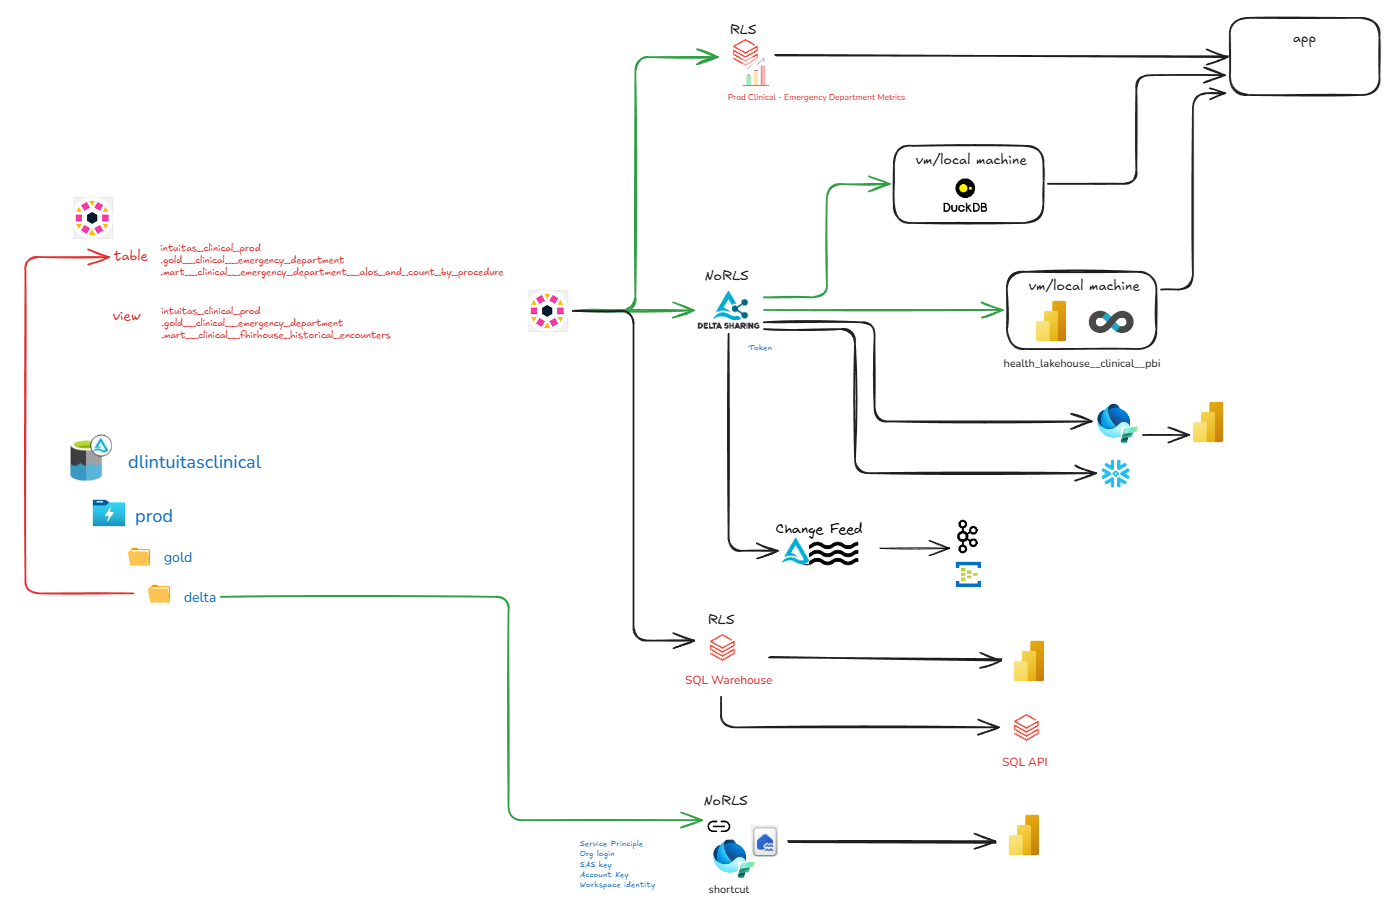 RLS
app
Prod Clinical - Emergency Department Metrics
vm/local machine
DuckDB
table
intuitas_clinical_prod
.gold__clinical__emergency_department
.mart__clinical__emergency_department__alos_and_count_by_procedure
view
intuitas_clinical_prod
.gold__clinical__emergency_department
.mart__clinical__fhirhouse_historical_encounters
NoRLS
DELTA SHARING
Token
vm/local machine
health_lakehouse__clinical__pbi
dlintuitasclinical
prod
gold
delta
Change Feed
RLS
SQL Warehouse
SQL API
NoRLS
Service Principle
Org login
SAS key
Account Key
Workspace identity
shortcut